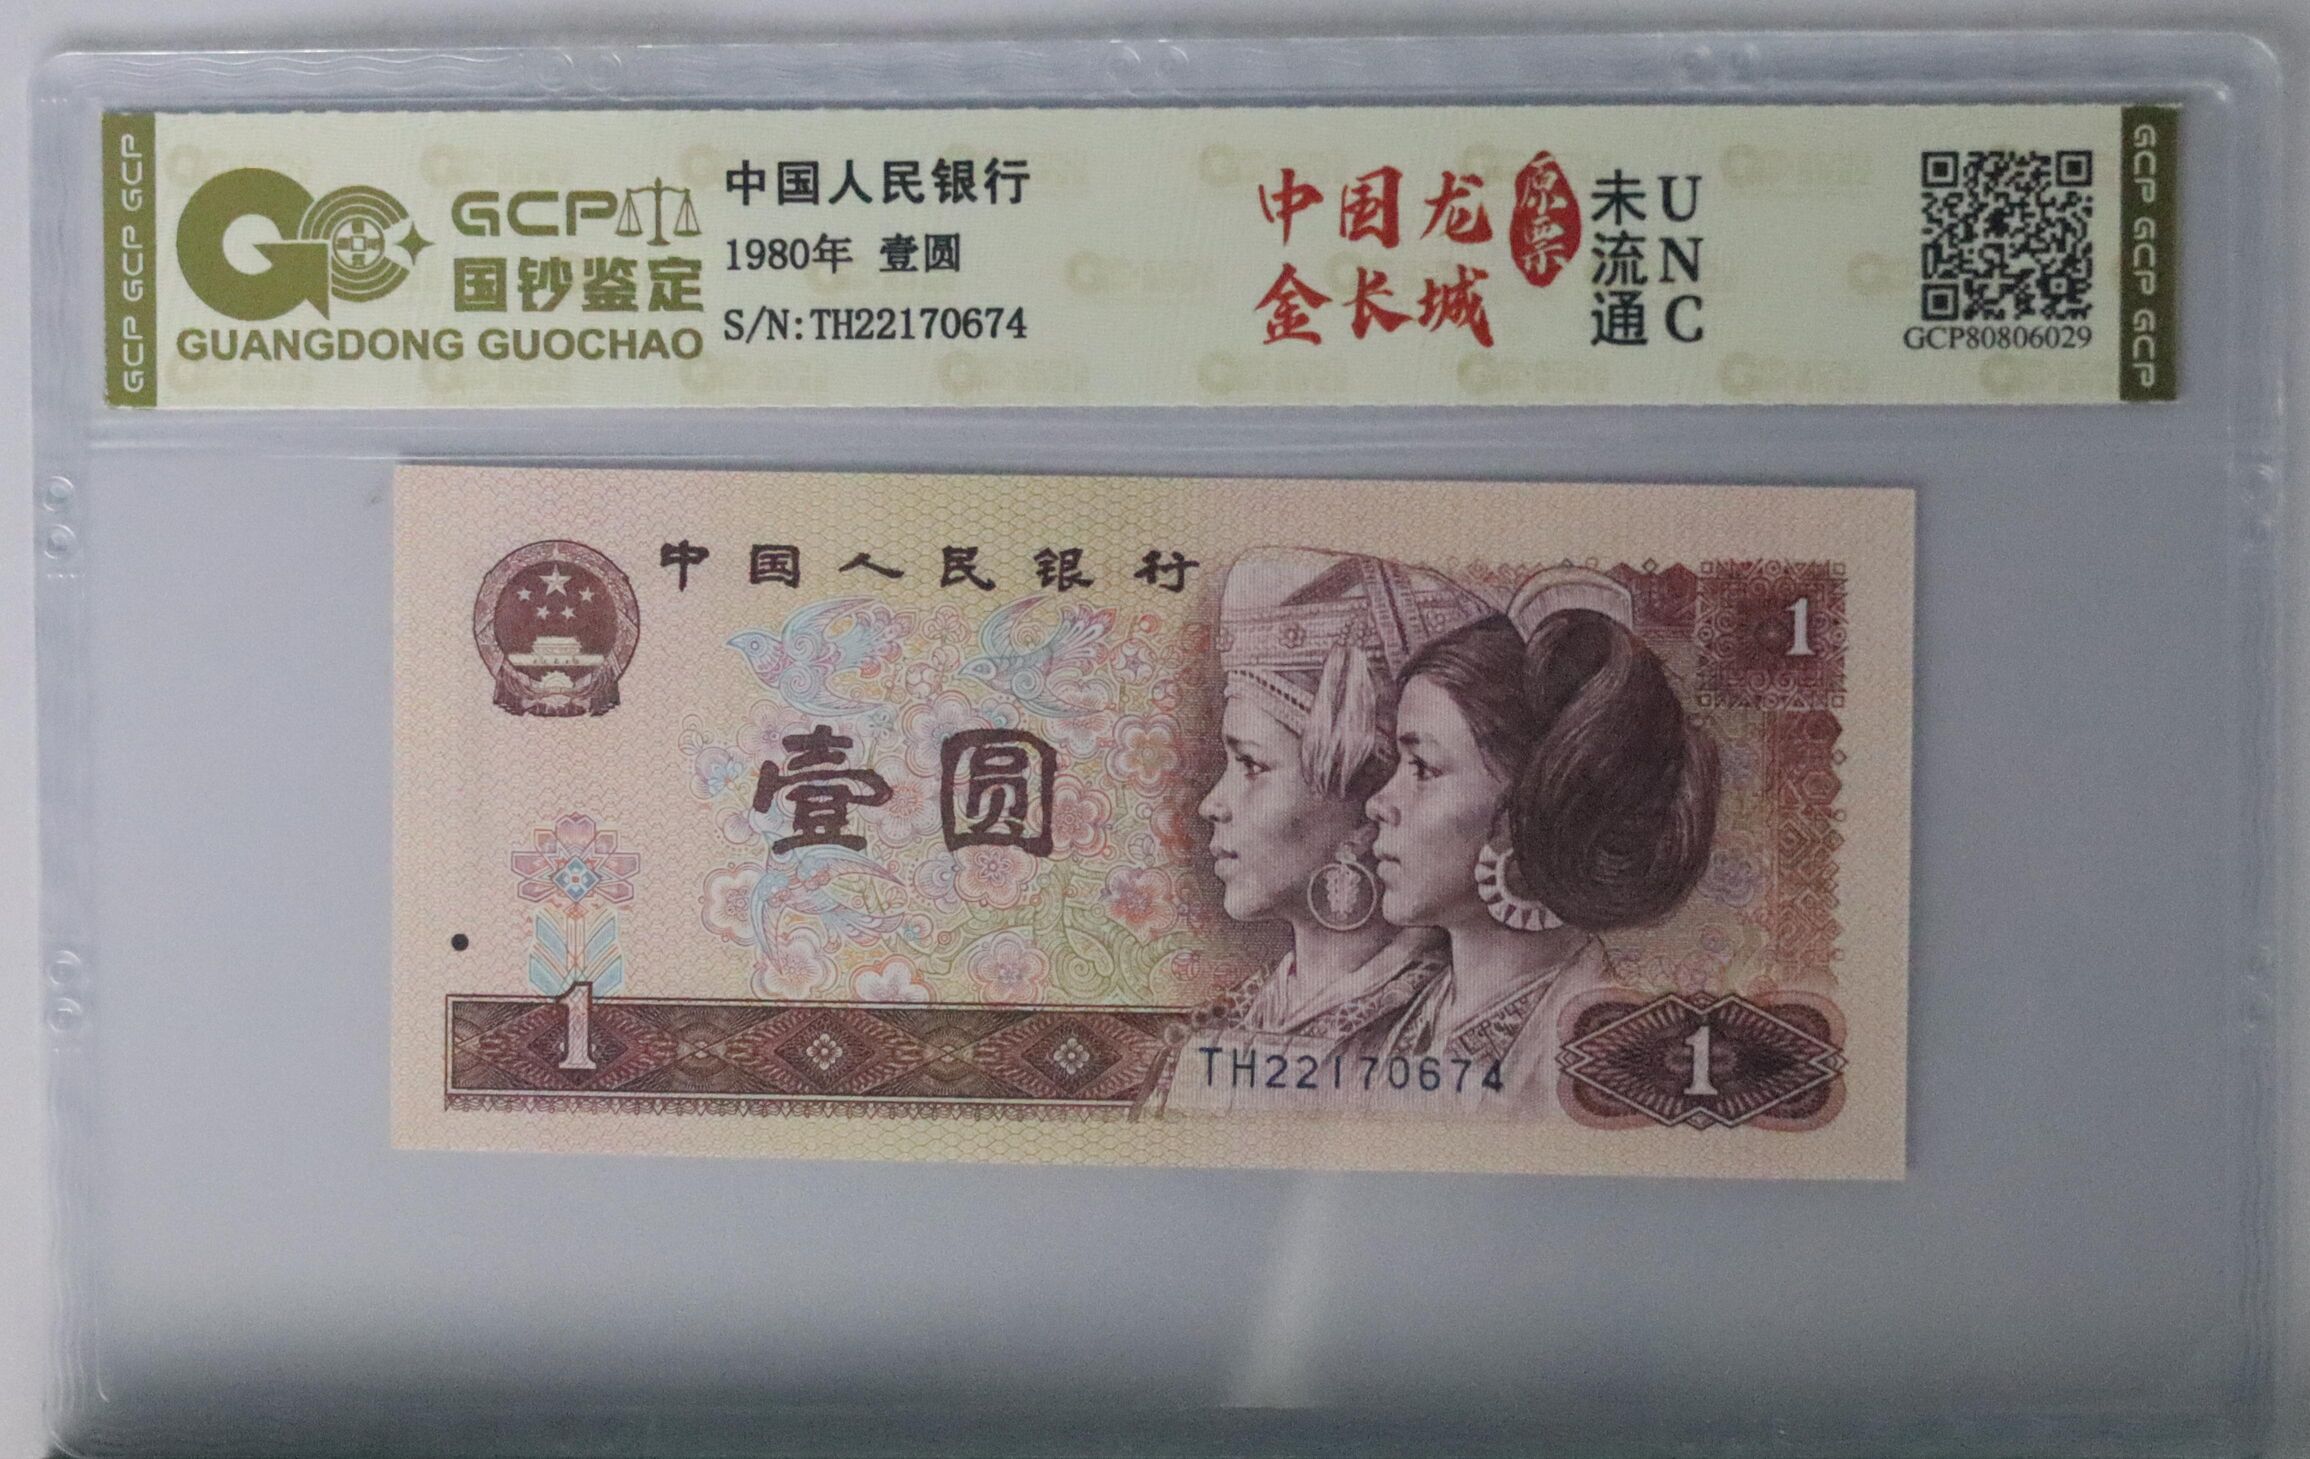 GCP GCP GCP
GCP
国钞鉴定
GUANGDONG GUOCHAO
中国人民银行
1980年 壹圆
S/N:TH22170674
中国龙
金长城
原票
未流通
UNC
GCP80806029
GCP GCP GCP
中国人民银行
1
壹圆
1
TH22170674
1